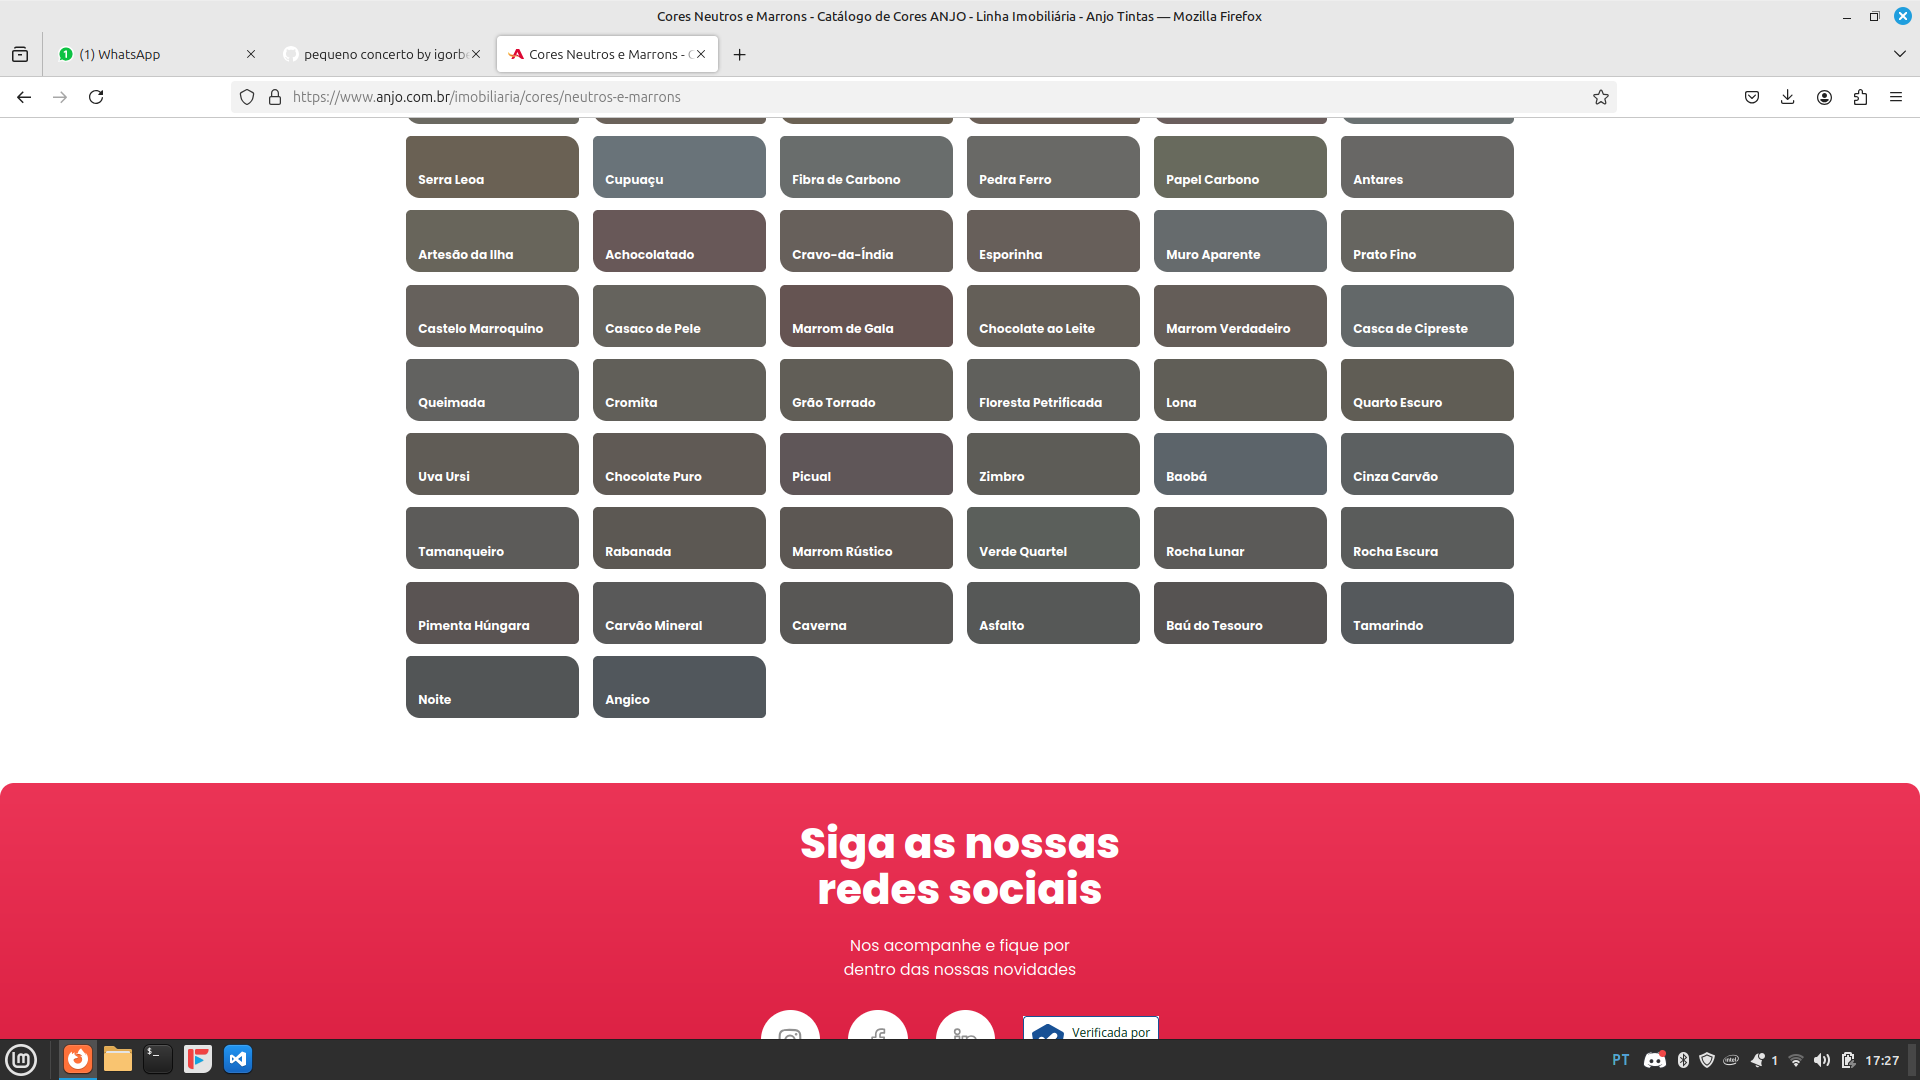 Cores Neutros e Marrons - Catálogo de Cores ANJO - Linha Imobiliária - Anjo Tintas — Mozilla Firefox
(1) WhatsApp
pequeno concerto by igorb
Cores Neutros e Marrons -
https://www.anjo.com.br/imobiliaria/cores/neutros-e-marrons
Serra Leoa
Cupuaçu
Fibra de Carbono
Pedra Ferro
Papel Carbono
Antares
Artesão da Ilha
Achocolatado
Cravo-da-Índia
Esporinha
Muro Aparente
Prato Fino
Castelo Marroquino
Casaco de Pele
Marrom de Gala
Chocolate ao Leite
Marrom Verdadeiro
Casca de Cipreste
Queimada
Cromita
Grão Torrado
Floresta Petrificada
Lona
Quarto Escuro
Uva Ursi
Chocolate Puro
Picual
Zimbro
Baobá
Cinza Carvão
Tamanqueiro
Rabanada
Marrom Rústico
Verde Quartel
Rocha Lunar
Rocha Escura
Pimenta Húngara
Carvão Mineral
Caverna
Asfalto
Baú do Tesouro
Tamarindo
Noite
Angico
Siga as nossas
redes sociais
Nos acompanhe e fique por
dentro das nossas novidades
Verificada por
PT
1
17:27